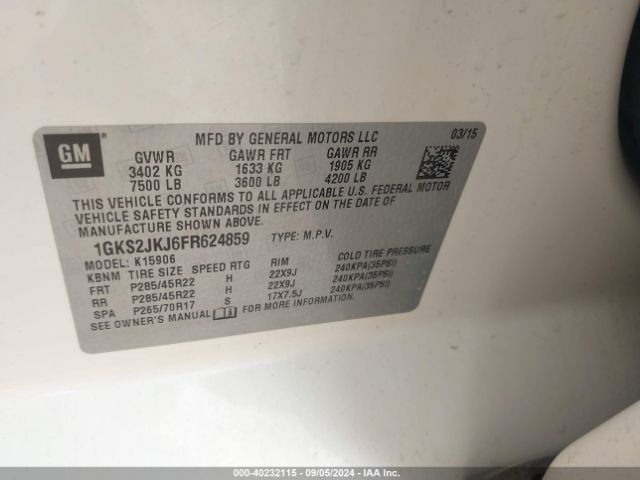 GM
®
MFD BY GENERAL MOTORS LLC
03/15
GVWR GAWR FRT GAWR RR
3402 KG 1633 KG 1905 KG
7500 LB 3600 LB 4200 LB
THIS VEHICLE CONFORMS TO ALL APPLICABLE U.S. FEDERAL MOTOR
VEHICLE SAFETY STANDARDS IN EFFECT ON THE DATE OF
MANUFACTURE SHOWN ABOVE.
1GKS2JKJ6FR624859 TYPE: M.P.V.
MODEL: K15906
KBNM TIRE SIZE SPEED RTG RIM COLD TIRE PRESSURE
FRT P285/45R22 H 22X9J 240KPA(35PSI)
RR P285/45R22 H 22X9J 240KPA(35PSI)
SPA P265/70R17 S 17X7.5J 240KPA(35PSI)
SEE OWNER'S MANUAL FOR MORE INFORMATION.
000-40232115 - 09/05/2024 - IAA Inc.